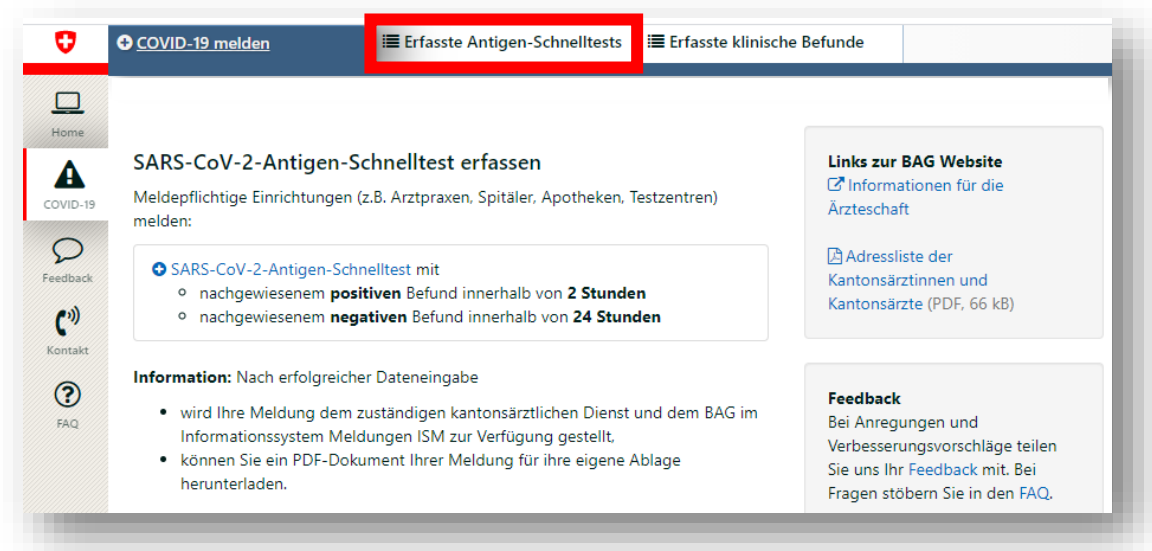 COVID-19 melden
Erfasste Antigen-Schnelltests
Erfasste klinische Befunde
Home
COVID-19
Feedback
Kontakt
FAQ
SARS-CoV-2-Antigen-Schnelltest erfassen
Meldepflichtige Einrichtungen (z.B. Arztpraxen, Spitäler, Apotheken, Testzentren)
melden:
SARS-CoV-2-Antigen-Schnelltest mit
nachgewiesenem positiven Befund innerhalb von 2 Stunden
nachgewiesenem negativen Befund innerhalb von 24 Stunden
Information: Nach erfolgreicher Dateneingabe
wird Ihre Meldung dem zuständigen kantonsärztlichen Dienst und dem BAG im
Informationssystem Meldungen ISM zur Verfügung gestellt,
können Sie ein PDF-Dokument Ihrer Meldung für ihre eigene Ablage
herunterladen.
Links zur BAG Website
Informationen für die
Ärzteschaft
Adressliste der
Kantonsärztinnen und
Kantonsärzte (PDF, 66 kB)
Feedback
Bei Anregungen und
Verbesserungsvorschläge teilen
Sie uns Ihr Feedback mit. Bei
Fragen stöbern Sie in den FAQ.